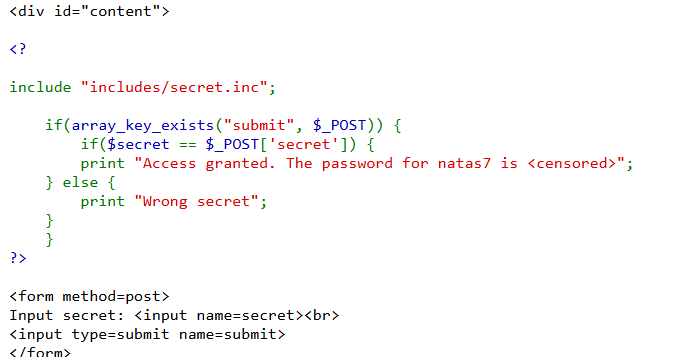 <div id="content">
<?
include "includes/secret.inc";
if(array_key_exists("submit", $_POST)) {
if($secret == $_POST['secret']) {
print "Access granted. The password for natas7 is <censored>";
} else {
print "Wrong secret";
}
}
?>
<form method=post>
Input secret: <input name=secret><br>
<input type=submit name=submit>
</form>